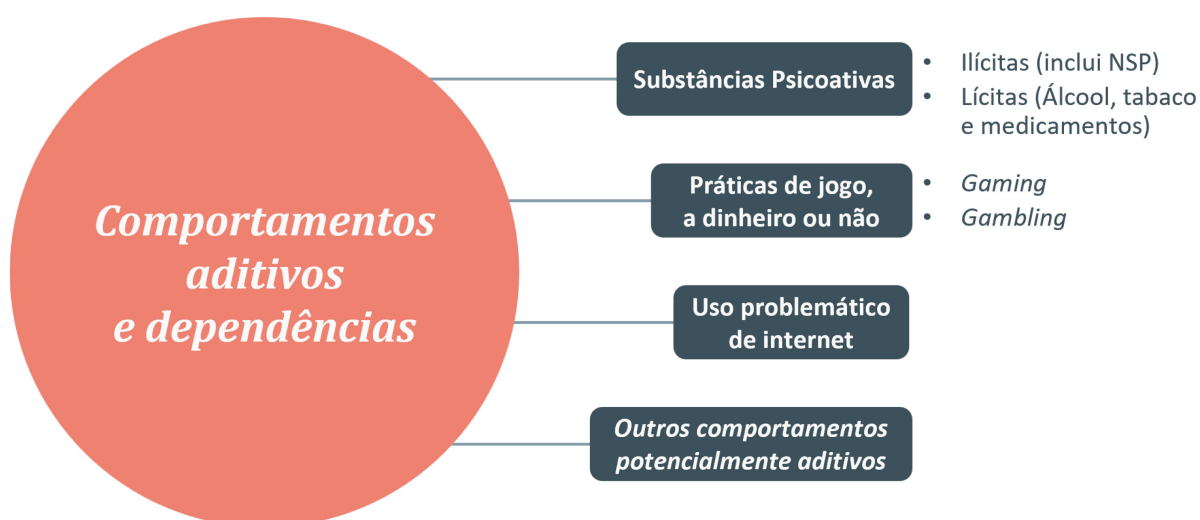 Comportamentos
aditivos
e dependências
Substâncias Psicoativas
• Ilícitas (inclui NSP)
• Lícitas (Álcool, tabaco
e medicamentos)
Práticas de jogo,
a dinheiro ou não
• Gaming
• Gambling
Uso problemático
de internet
Outros comportamentos
potencialmente aditivos